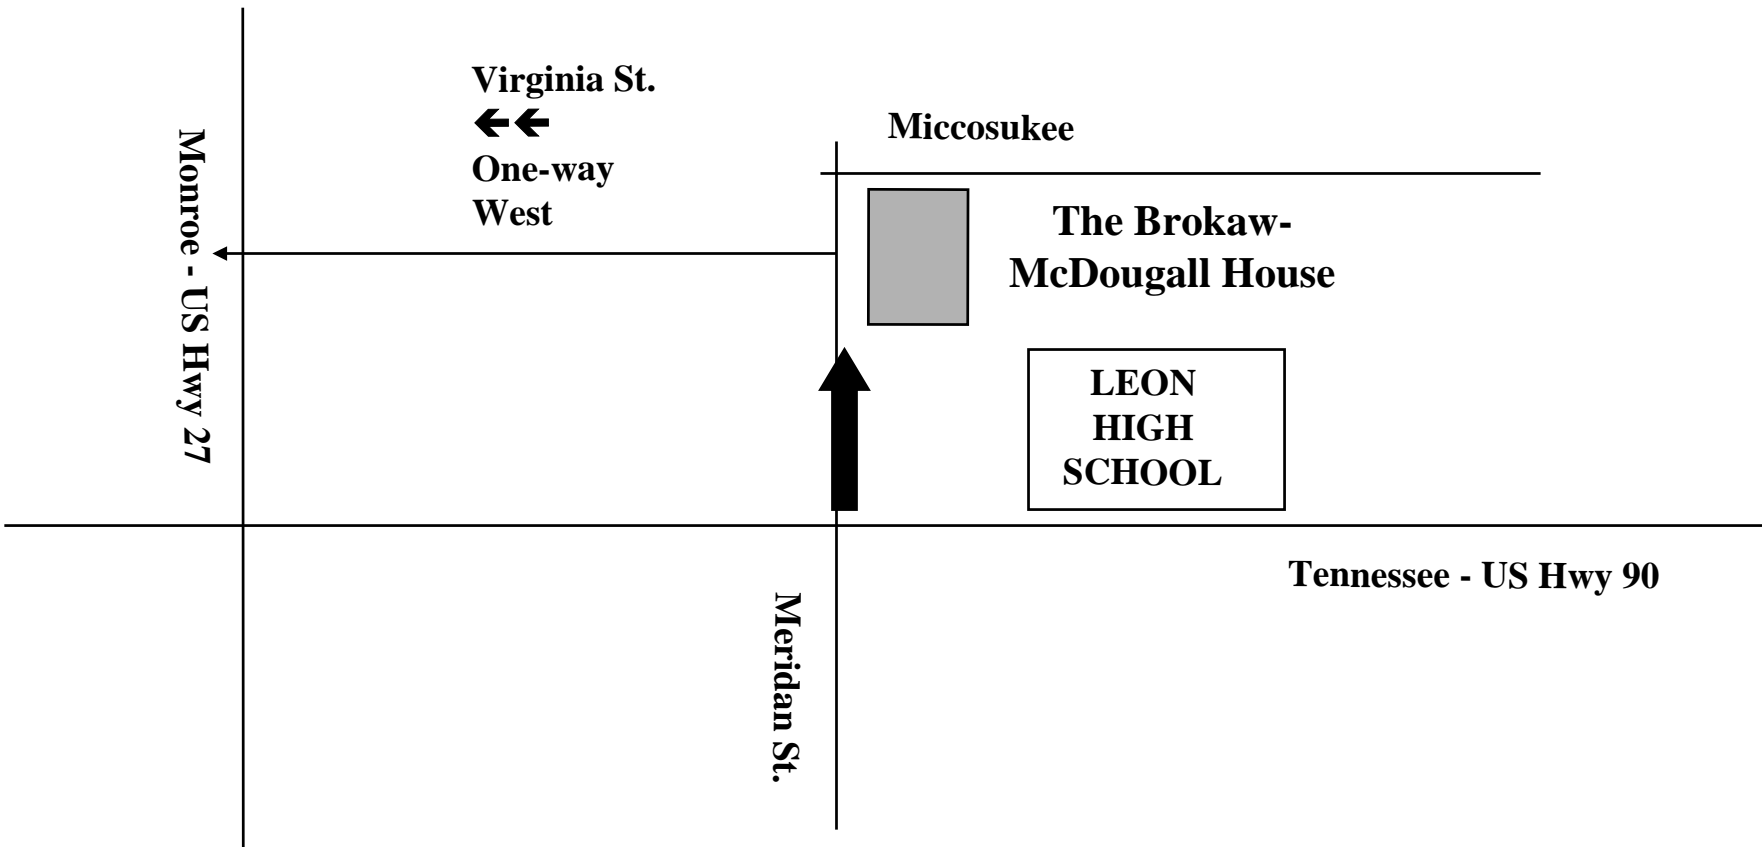 Virginia St.
🡸🡸
One-way
West
Miccosukee
Monroe - US Hwy 27
The Brokaw-
McDougall House
LEON
HIGH
SCHOOL
Tennessee - US Hwy 90
Meridan St.